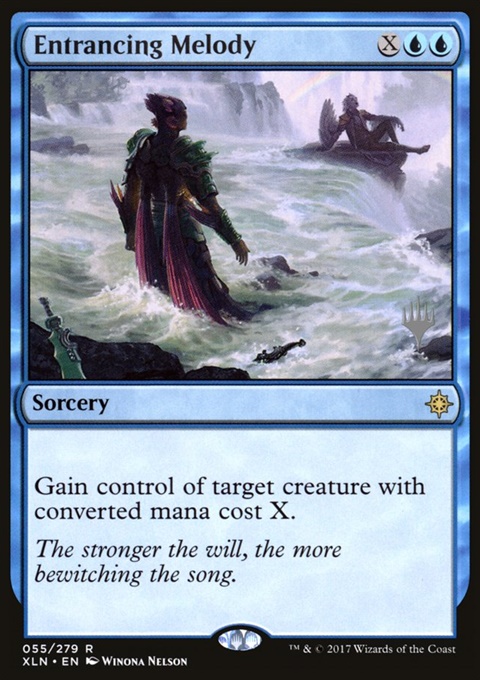 Entrancing Melody X
Sorcery
Gain control of target creature with
converted mana cost X.
The stronger the will, the more
bewitching the song.
055/279 R
XLN • EN Winona Nelson
™ & © 2017 Wizards of the Coast